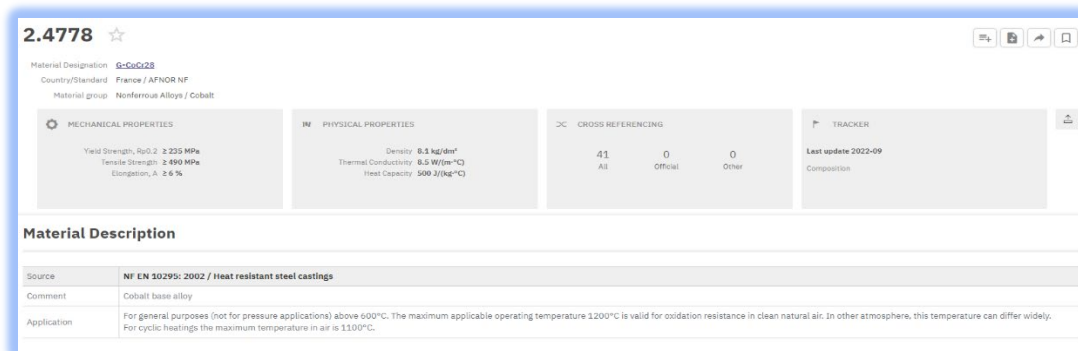 2.4778
Material Designation G-CoCr28
Country/Standard France / AFNOR NF
Material group Nonferrous Alloys / Cobalt
MECHANICAL PROPERTIES
Yield Strength, Rp0.2 ≥ 235 MPa
Tensile Strength ≥ 490 MPa
Elongation, A ≥ 6 %
PHYSICAL PROPERTIES
Density 8.1 kg/dm³
Thermal Conductivity 8.5 W/(m·°C)
Heat Capacity 500 J/(kg·°C)
CROSS REFERENCING
41 0 0
All Official Other
TRACKER
Last update 2022-09
Composition
Material Description
Source NF EN 10295: 2002 / Heat resistant steel castings
Comment Cobalt base alloy
Application For general purposes (not for pressure applications) above 600°C. The maximum applicable operating temperature 1200°C is valid for oxidation resistance in clean natural air. In other atmosphere, this temperature can differ widely.
For cyclic heatings the maximum temperature in air is 1100°C.